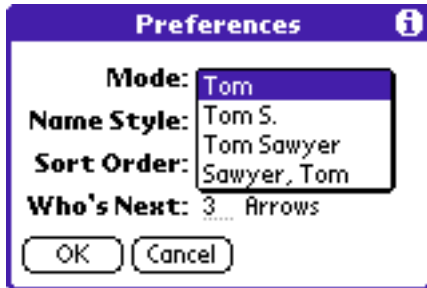 Preferences
Mode:
Tom
Name Style:
Tom S.
Tom Sawyer
Sort Order:
Sawyer, Tom
Who's Next: 3 Arrows
OK Cancel